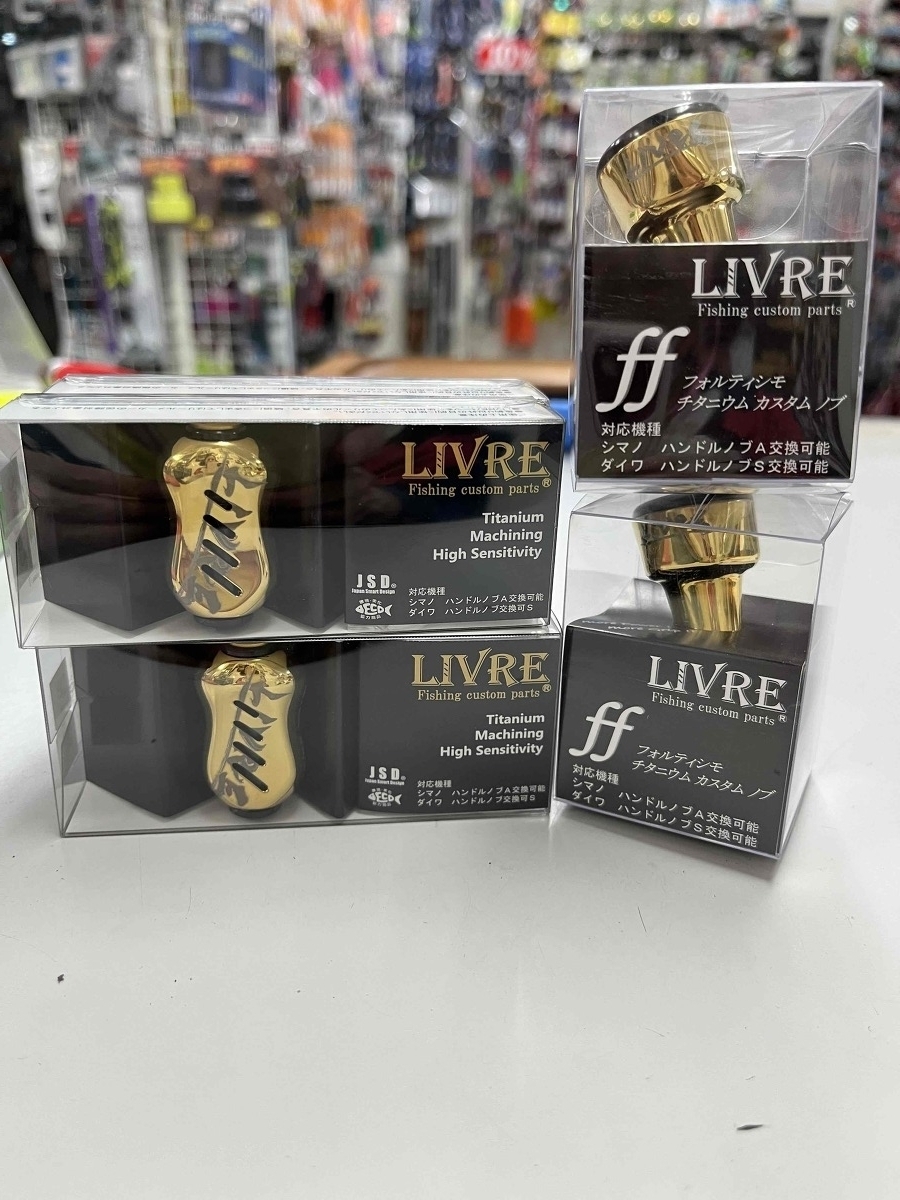 LIVRE
Fishing custom parts®
ff
フォルティシモ
チタニウム カスタム ノブ
対応機種
シマノ ハンドルノブA交換可能
ダイワ ハンドルノブS交換可能
LIVRE
Fishing custom parts®
Titanium
Machining
High Sensitivity
JSD®
Japan Smart Design
対応機種
シマノ ハンドルノブA交換可能
ダイワ ハンドルノブ交換可S
LIVRE
Fishing custom parts®
Titanium
Machining
High Sensitivity
JSD®
Japan Smart Design
対応機種
シマノ ハンドルノブA交換可能
ダイワ ハンドルノブ交換可S
LIVRE
Fishing custom parts®
ff
フォルティシモ
チタニウム カスタム ノブ
対応機種
シマノ ハンドルノブA交換可能
ダイワ ハンドルノブS交換可能